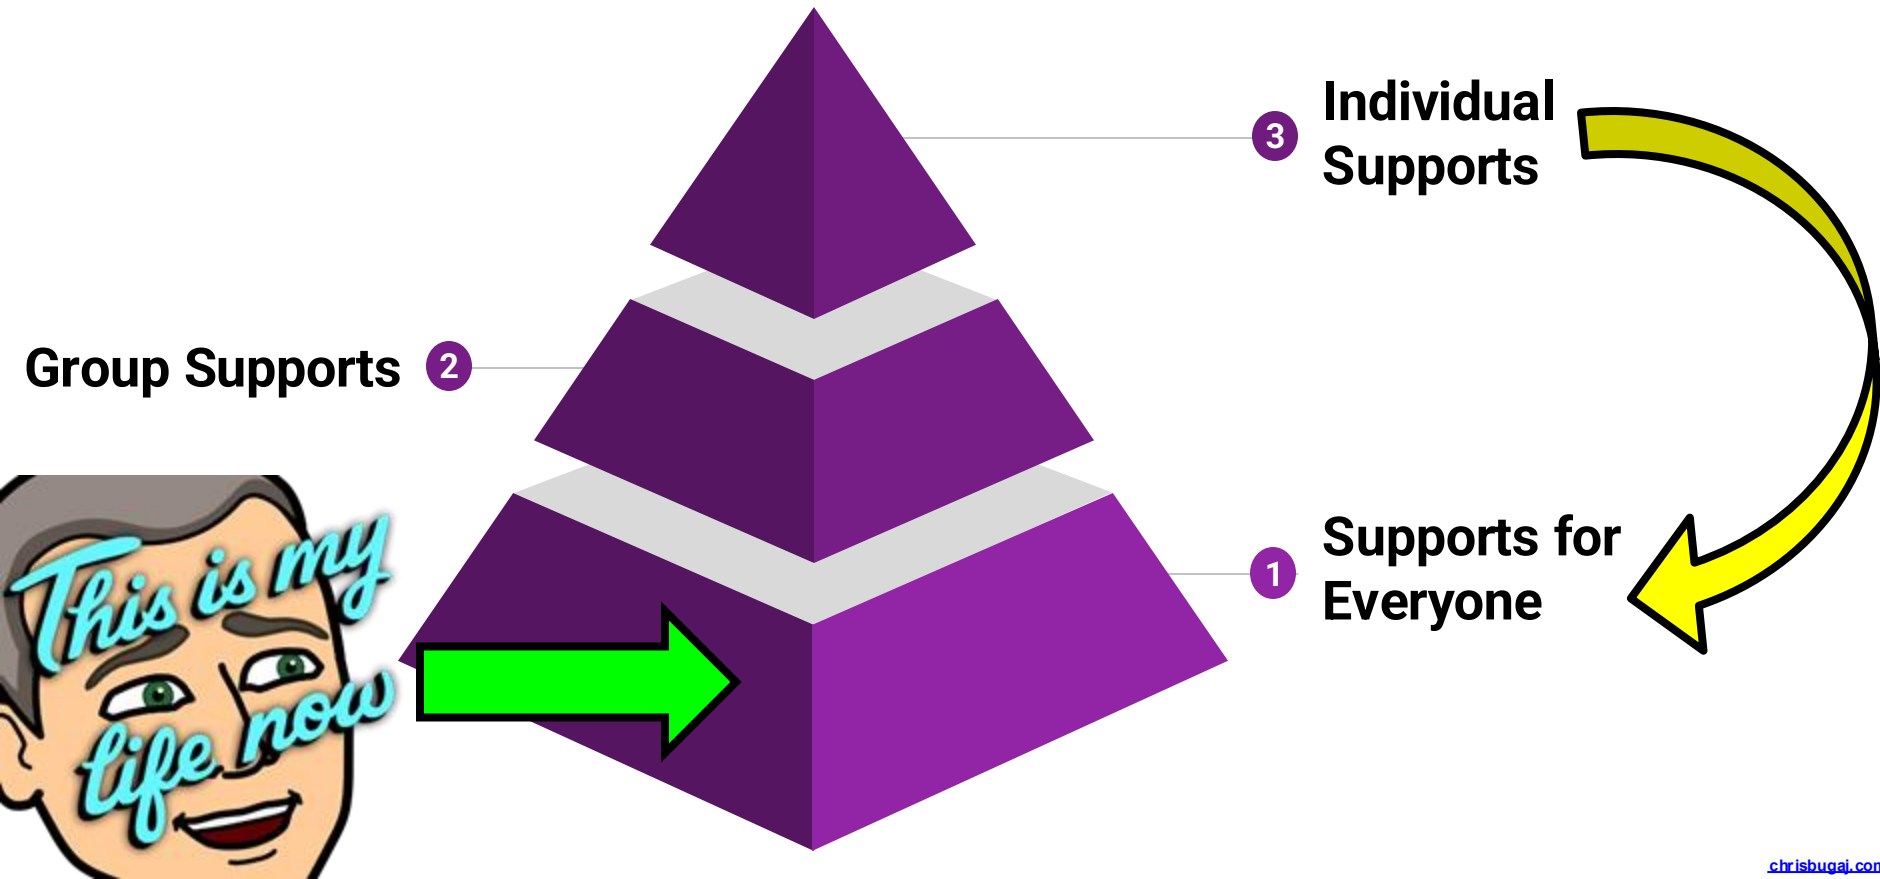 3
Individual
Supports
Group Supports
2
This is my
life now
1
Supports for
Everyone
chrisbugaj.com